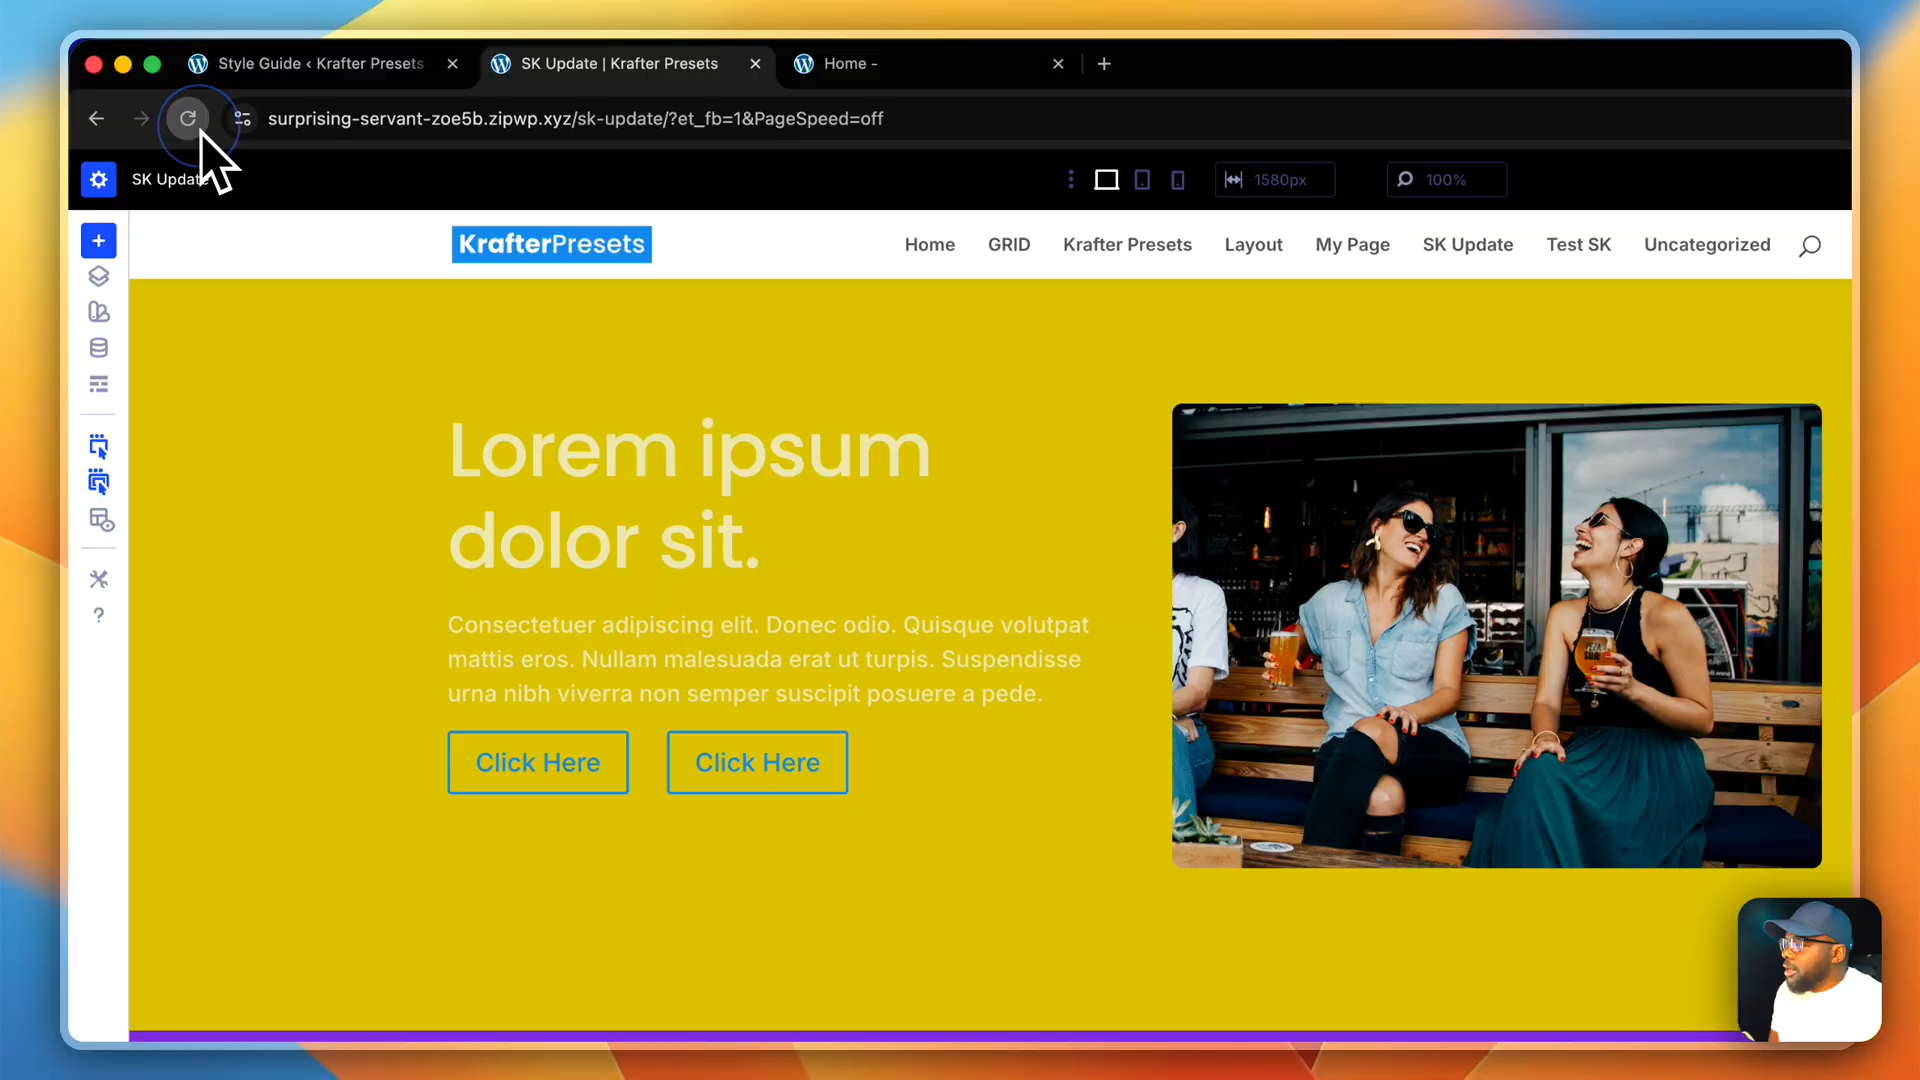 Style Guide ‹ Krafter Presets
SK Update | Krafter Presets
Home -
surprising-servant-zoe5b.zipwp.xyz/sk-update/?et_fb=1&PageSpeed=off
SK Update
1580px
100%
KrafterPresets
Home
GRID
Krafter Presets
Layout
My Page
SK Update
Test SK
Uncategorized
Lorem ipsum
dolor sit.
Consectetuer adipiscing elit. Donec odio. Quisque volutpat
mattis eros. Nullam malesuada erat ut turpis. Suspendisse
urna nibh viverra non semper suscipit posuere a pede.
Click Here
Click Here